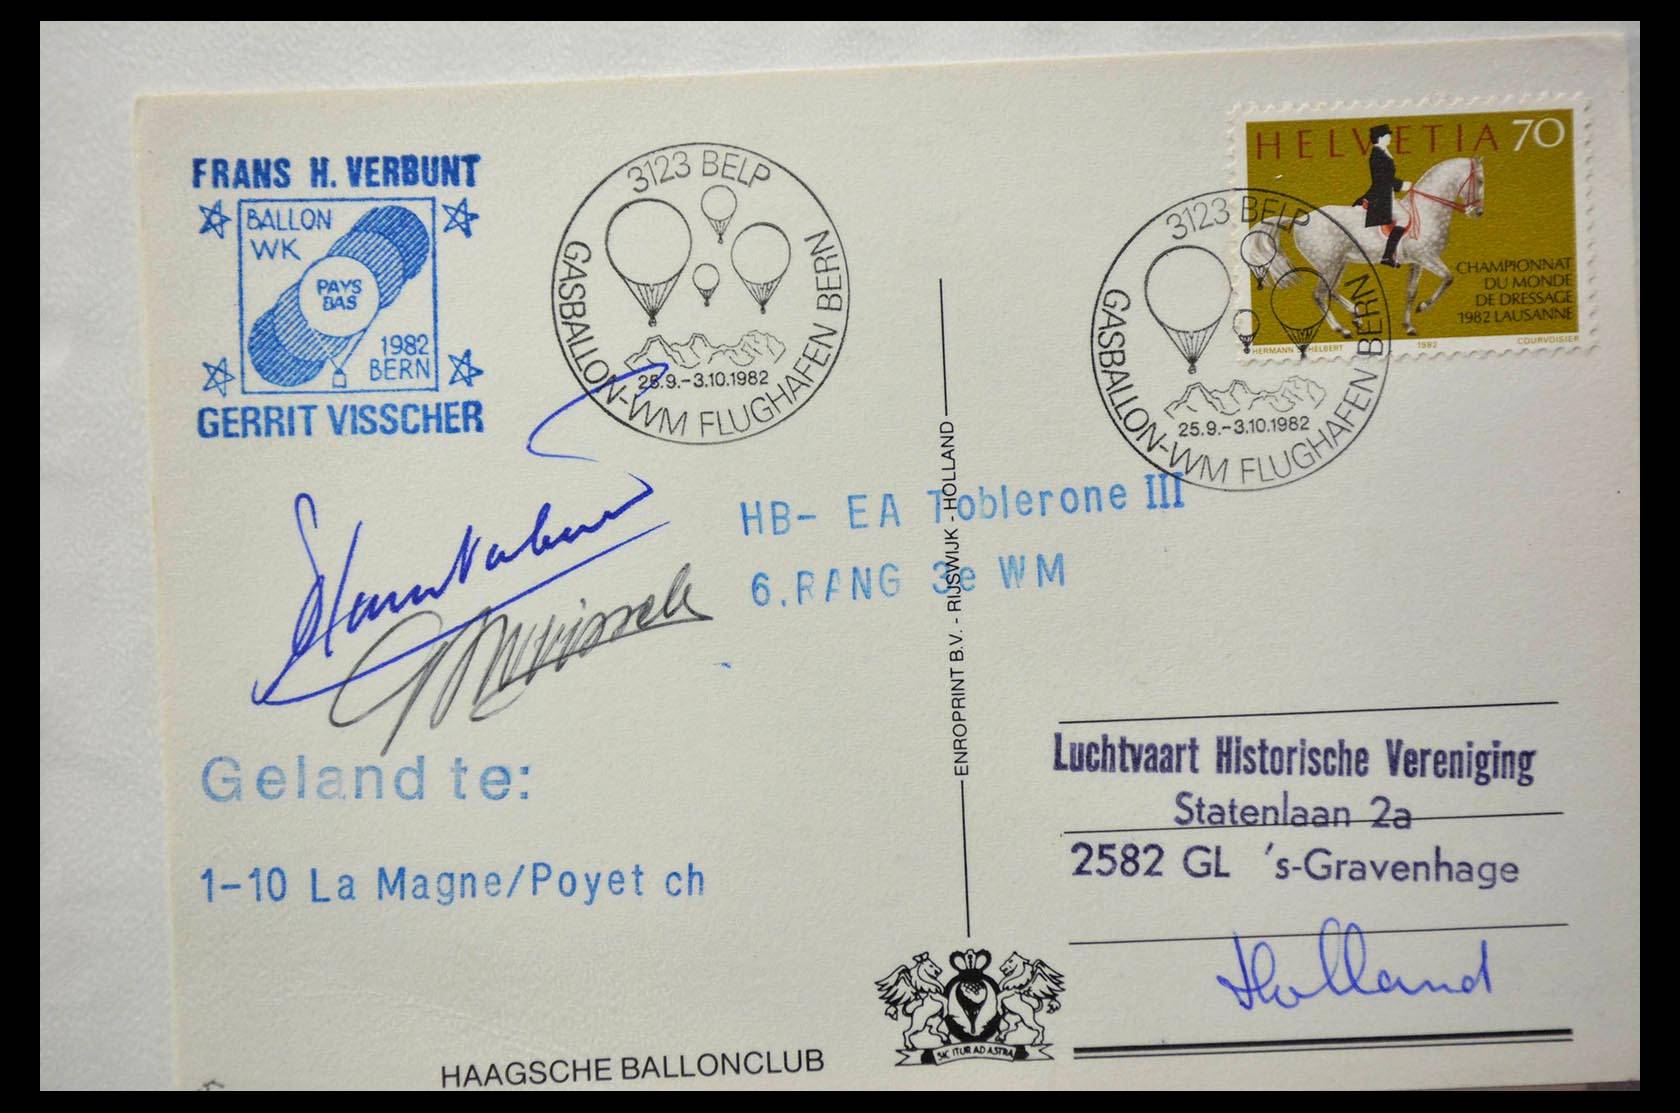 FRANS H. VERBUNT
BALLON
WK
PAYS
BAS
1982
BERN
GERRIT VISSCHER
3123 BELP
25.9.-3.10.1982
GASBALLON-WM FLUGHAFEN BERN
HELVETIA 70
CHAMPIONNAT
DU MONDE
DE DRESSAGE
1982 LAUSANNE
HERMANN SCHELBERT 1982 COURVOISIER
3123 BELP
25.9.-3.10.1982
GASBALLON-WM FLUGHAFEN BERN
HB- EA Toblerone III
6.RANG 3e WM
ENROPRINT B.V. - RIJSWIJK - HOLLAND
Geland te:
1-10 La Magne/Poyet ch
Luchtvaart Historische Vereniging
Statenlaan 2a
2582 GL 's-Gravenhage
Holland
SIC ITUR AD ASTRA
HAAGSCHE BALLONCLUB